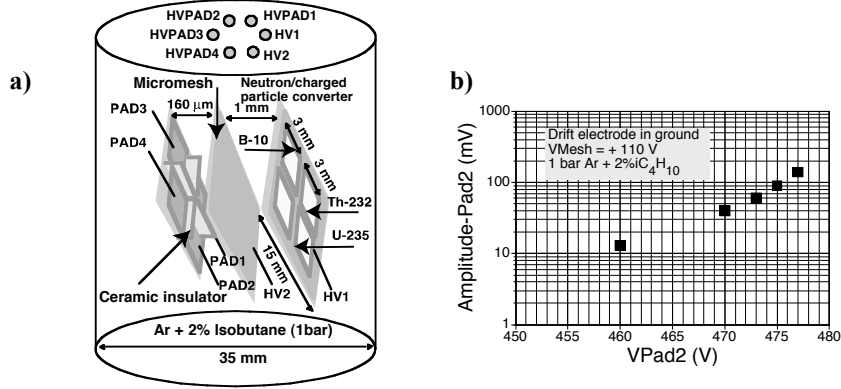 a)
HVPAD2
HVPAD1
HVPAD3
HV1
HVPAD4
HV2
Micromesh
Neutron/charged
particle converter
160 μm
1 mm
PAD3
B-10
3 mm
PAD4
3 mm
Th-232
U-235
15 mm
PAD1
PAD2
Ceramic insulator
HV2
HV1
Ar + 2% Isobutane (1bar)
35 mm
b)
Amplitude-Pad2 (mV)
1000
100
10
1
Drift electrode in ground
VMesh = + 110 V
1 bar Ar + 2%iC4H10
450 455 460 465 470 475 480
VPad2 (V)